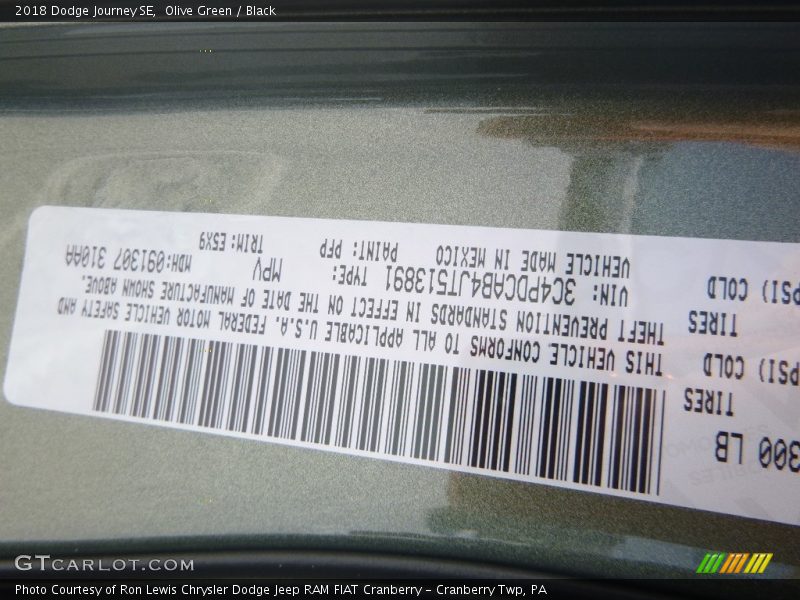 2018 Dodge Journey SE, Olive Green / Black
300 LB
TIRES
PSI) COLD
TIRES
PSI) COLD
THIS VEHICLE CONFORMS TO ALL APPLICABLE U.S.A. FEDERAL MOTOR VEHICLE SAFETY AND
THEFT PREVENTION STANDARDS IN EFFECT ON THE DATE OF MANUFACTURE SHOWN ABOVE.
VIN: 3C4PDCAB4JT513891 TYPE: MPV MDH:091307 310AA
VEHICLE MADE IN MEXICO PAINT: PFP TRIM: ESX9
GTCARLOT.COM
Photo Courtesy of Ron Lewis Chrysler Dodge Jeep RAM FIAT Cranberry – Cranberry Twp, PA